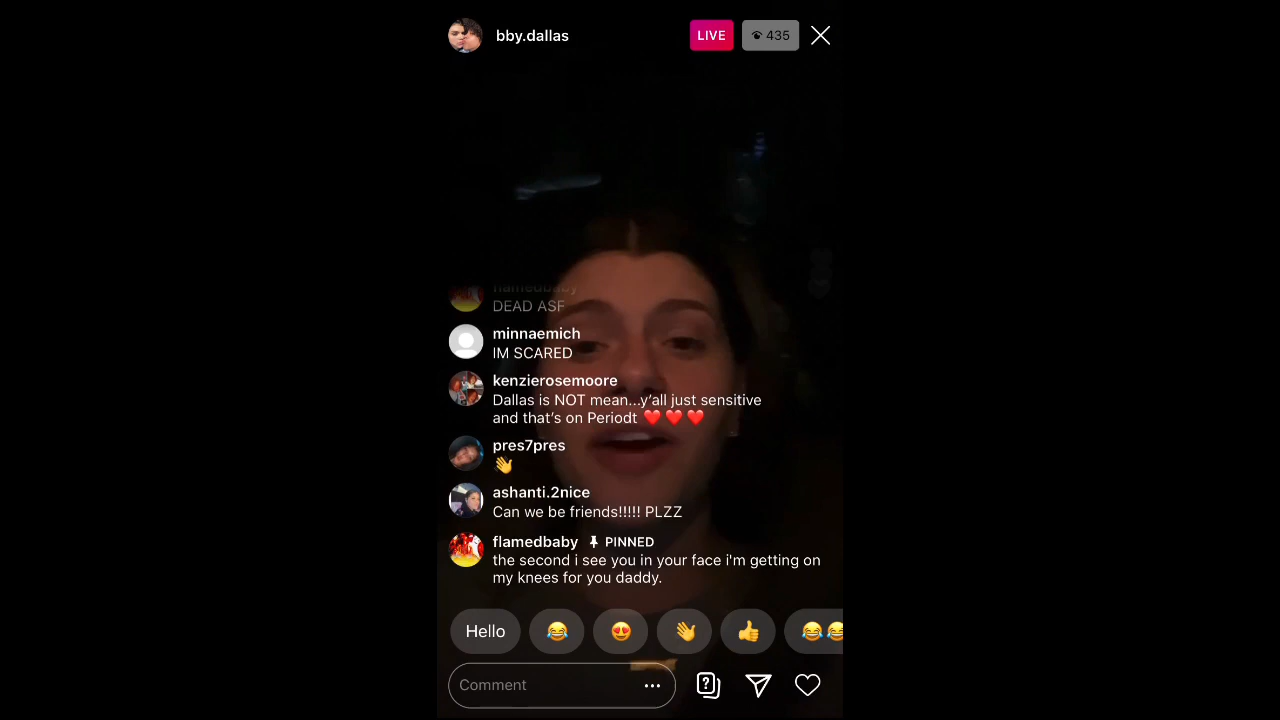 bby.dallas
LIVE
435
flamedbaby
DEAD ASF
minnaemich
IM SCARED
kenzierosemoore
Dallas is NOT mean...y'all just sensitive
and that's on Periodt ❤️ ❤️ ❤️
pres7pres
👋
ashanti.2nice
Can we be friends!!!!! PLZZ
flamedbaby PINNED
the second i see you in your face i'm getting on
my knees for you daddy.
Hello 😂 😍 👋 👍 😂😂
Comment